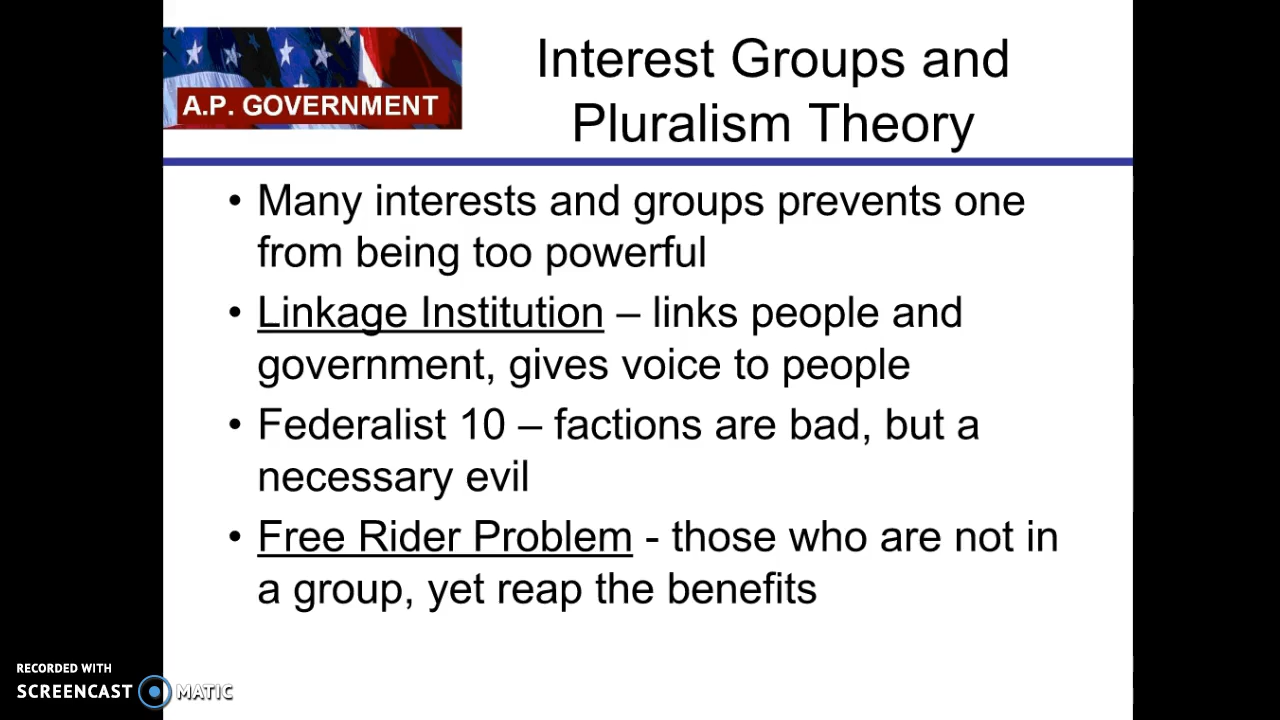 A.P. GOVERNMENT
Interest Groups and
Pluralism Theory
• Many interests and groups prevents one
from being too powerful
• Linkage Institution – links people and
government, gives voice to people
• Federalist 10 – factions are bad, but a
necessary evil
• Free Rider Problem - those who are not in
a group, yet reap the benefits
RECORDED WITH
SCREENCAST MATIC